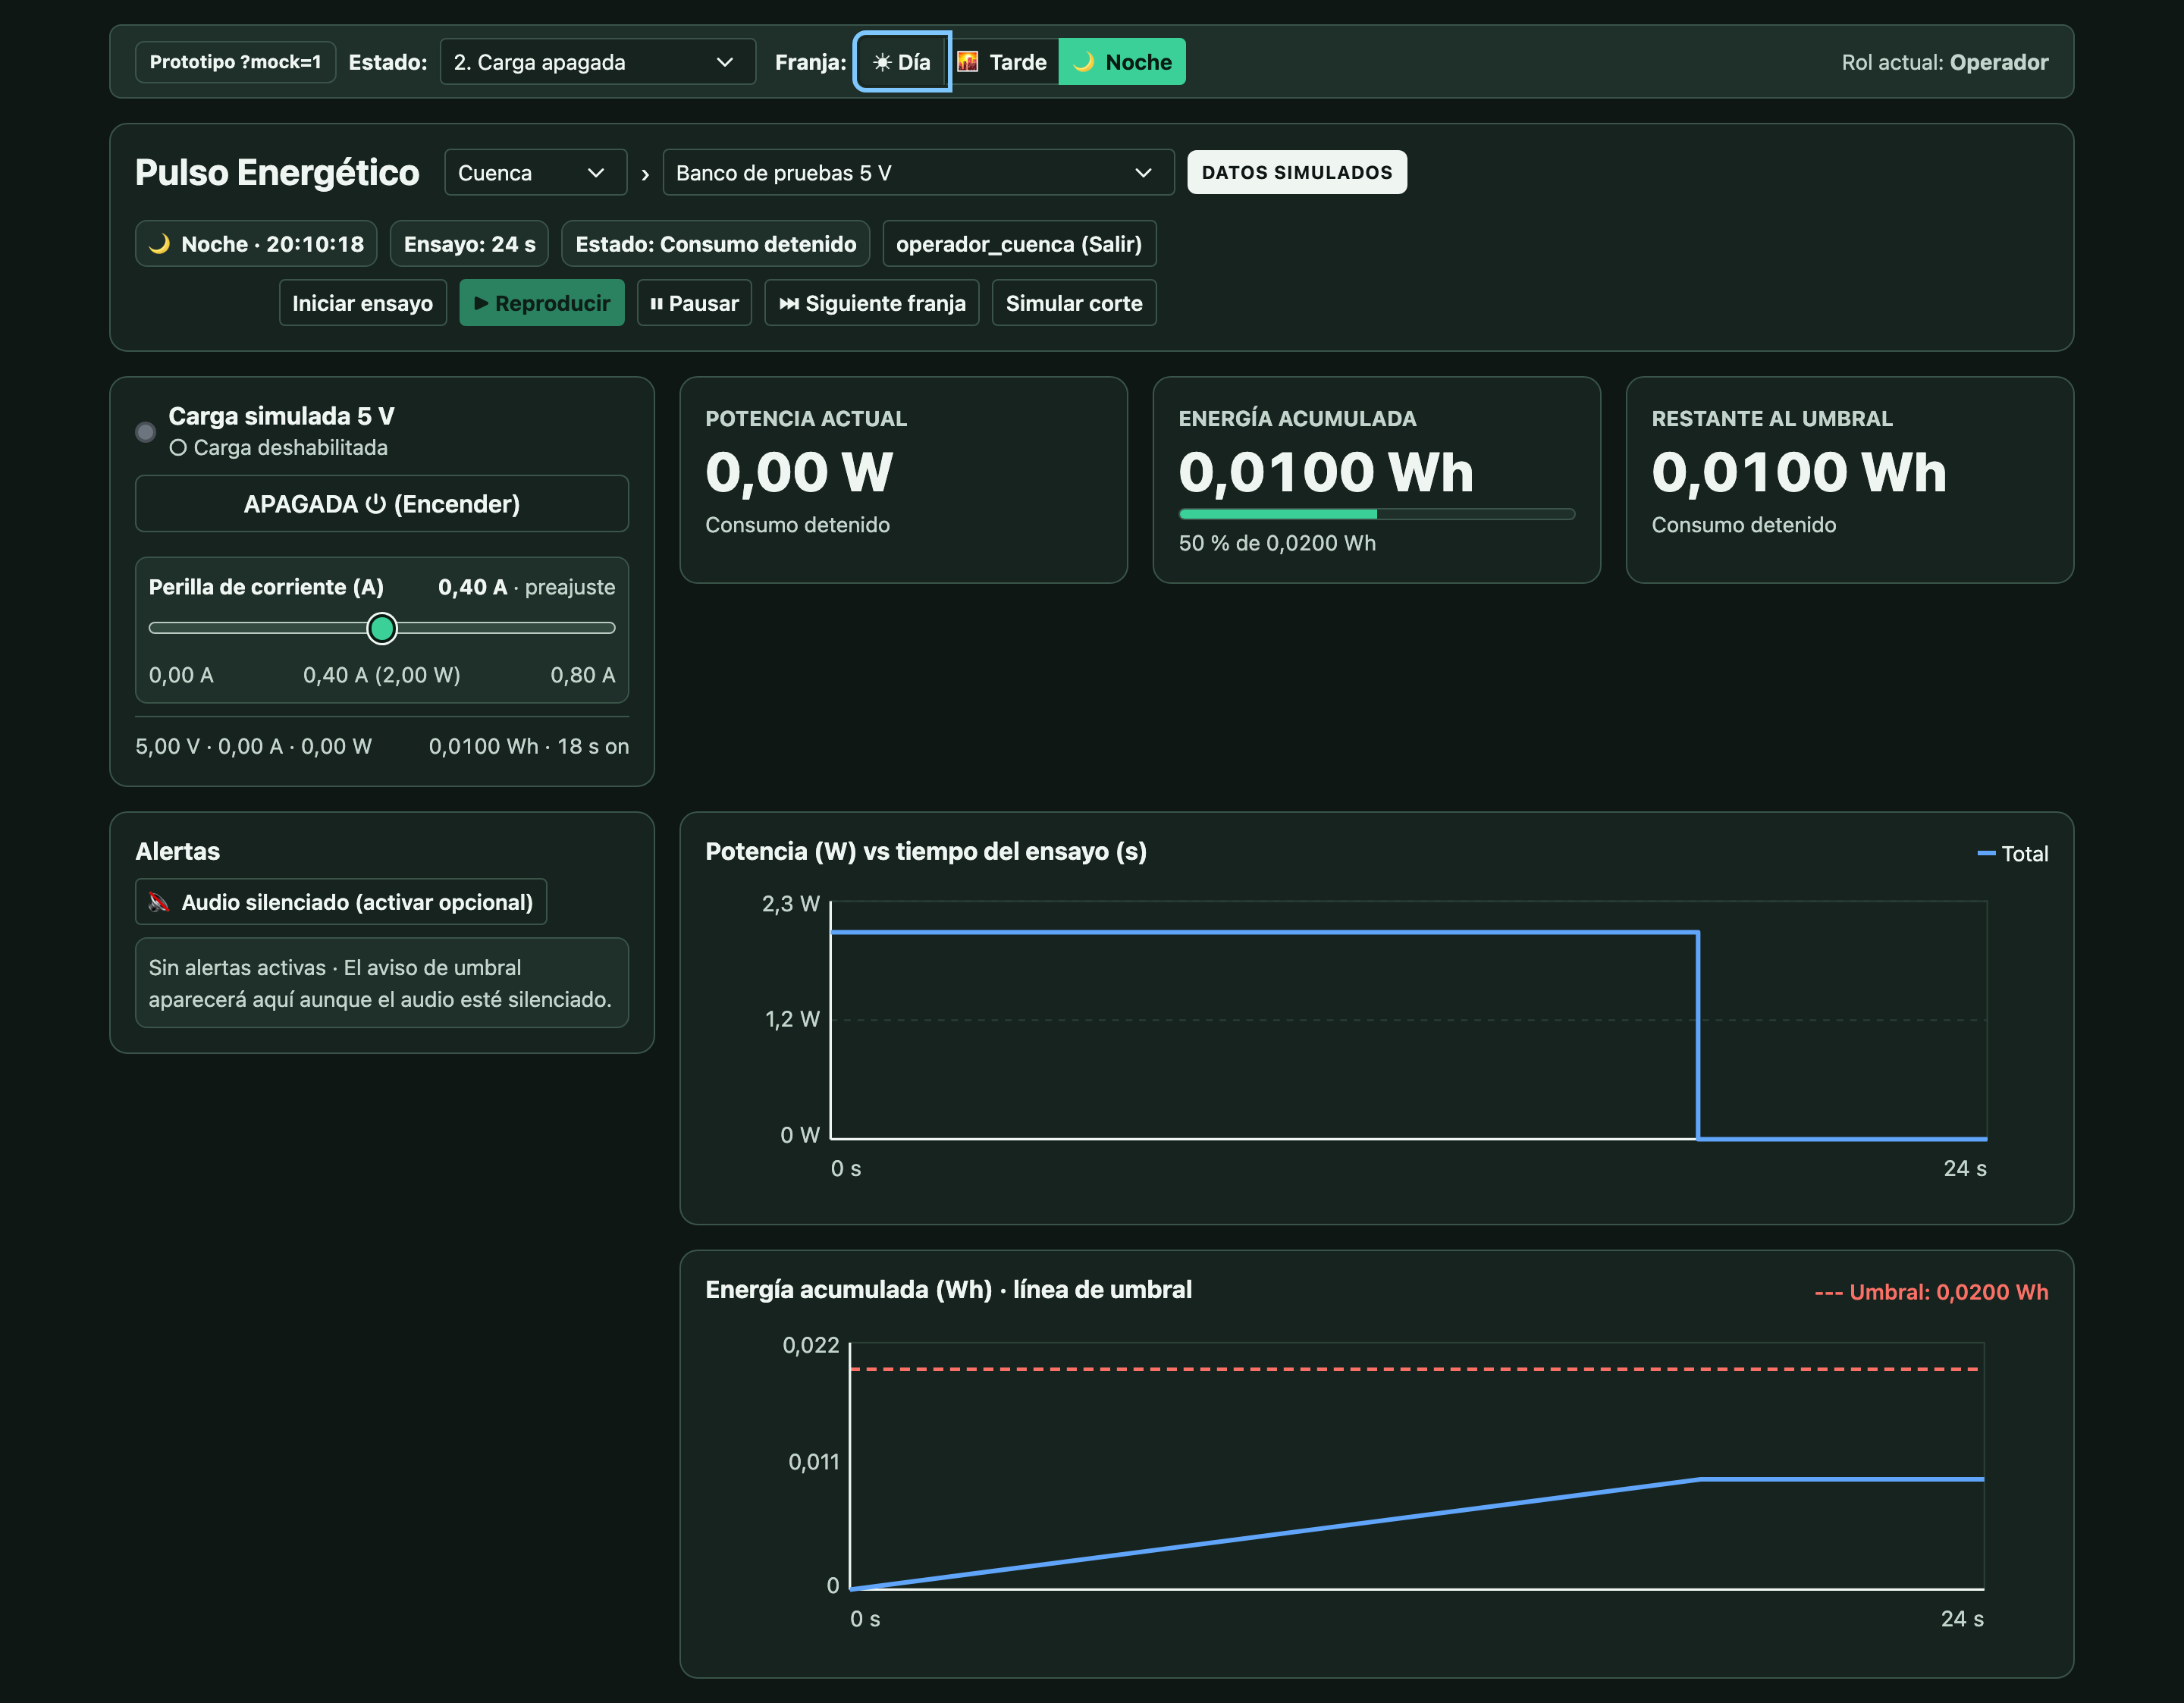 Prototipo ?mock=1 Estado: 2. Carga apagada Franja: ☀ Día 🌇 Tarde 🌙 Noche Rol actual: Operador
Pulso Energético Cuenca › Banco de pruebas 5 V DATOS SIMULADOS
🌙 Noche · 20:10:18 Ensayo: 24 s Estado: Consumo detenido operador_cuenca (Salir)
Iniciar ensayo ▶ Reproducir ⏸ Pausar ⏭ Siguiente franja Simular corte
Carga simulada 5 V
○ Carga deshabilitada
APAGADA ⏻ (Encender)
Perilla de corriente (A) 0,40 A · preajuste
0,00 A 0,40 A (2,00 W) 0,80 A
5,00 V · 0,00 A · 0,00 W 0,0100 Wh · 18 s on
POTENCIA ACTUAL
0,00 W
Consumo detenido
ENERGÍA ACUMULADA
0,0100 Wh
50 % de 0,0200 Wh
RESTANTE AL UMBRAL
0,0100 Wh
Consumo detenido
Alertas
🔕 Audio silenciado (activar opcional)
Sin alertas activas · El aviso de umbral
aparecerá aquí aunque el audio esté silenciado.
Potencia (W) vs tiempo del ensayo (s) Total
2,3 W
1,2 W
0 W
0 s 24 s
Energía acumulada (Wh) · línea de umbral --- Umbral: 0,0200 Wh
0,022
0,011
0
0 s 24 s